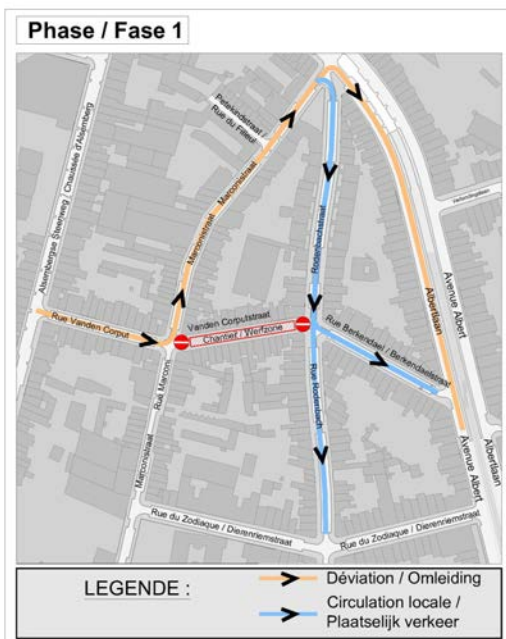 Phase / Fase 1
Alsembergse Steenweg
Chaussée d'Alsemberg
Petekindstraat /
Rue du Filleul
Marconistraat
Marconistraat
Rodenbachstraat
Albertlaan
Avenue Albert
Rue Vanden Corput
Vanden Corputstraat
Chantier / Werfzone
Rue Berkendael / Berkendaelstraat
Rue Marconi
Rue Rodenbach
Marconistraat
Avenue Albert
Albertlaan
Rue du Zodiaque / Dierenriemstraat
Rue du Zodiaque / Dierenriemstraat
LEGENDE :
Déviation / Omleiding
Circulation locale /
Plaatselijk verkeer